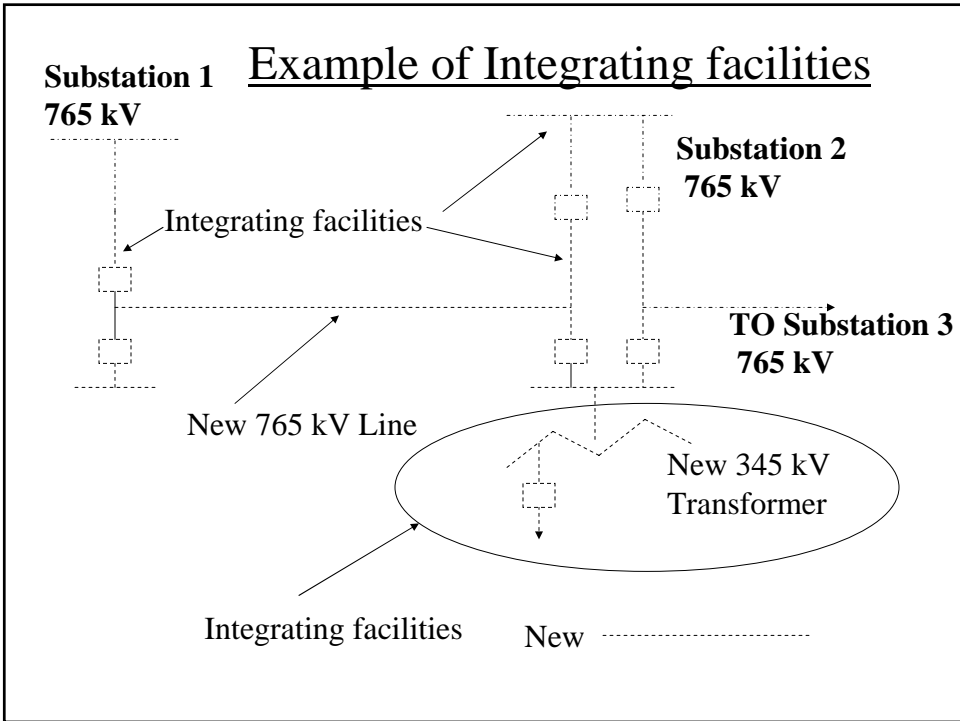 Example of Integrating facilities
Substation 1
765 kV
Substation 2
765 kV
Integrating facilities
TO Substation 3
765 kV
New 765 kV Line
New 345 kV
Transformer
Integrating facilities
New